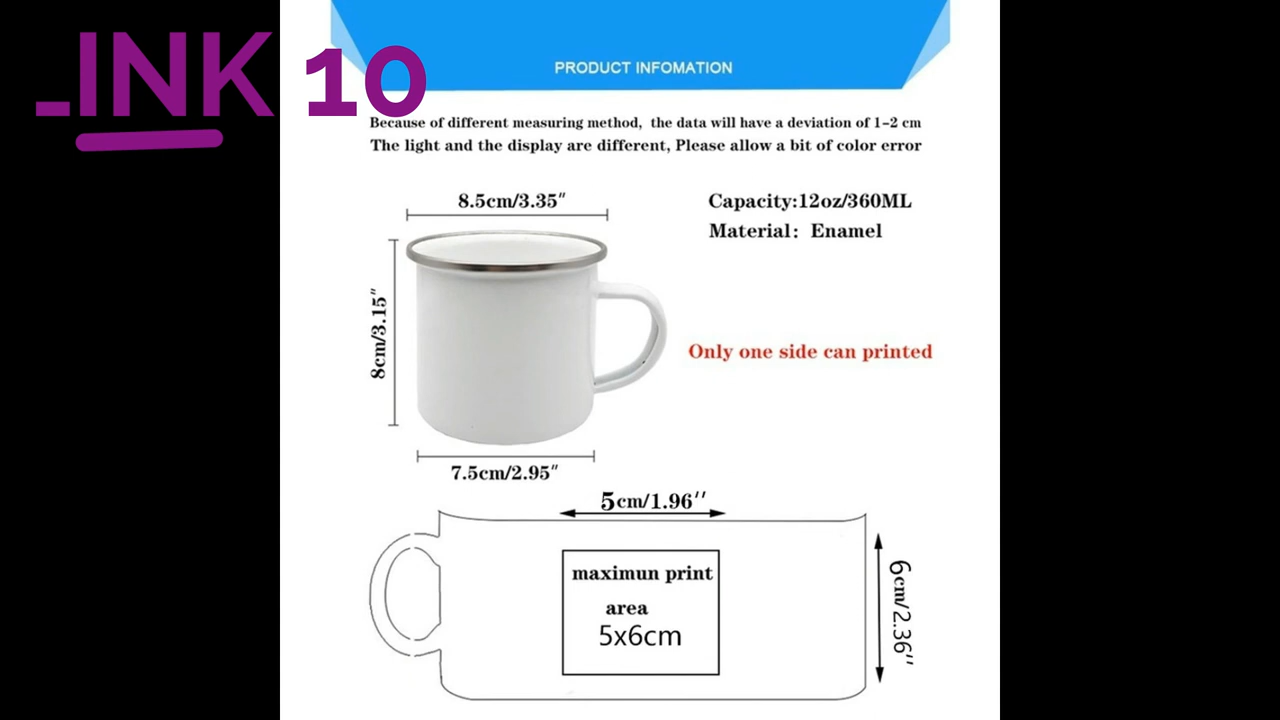 INK 10
PRODUCT INFOMATION
Because of different measuring method, the data will have a deviation of 1-2 cm
The light and the display are different, Please allow a bit of color error
8.5cm/3.35"
Capacity:12oz/360ML
Material: Enamel
8cm/3.15"
Only one side can printed
7.5cm/2.95"
5cm/1.96''
maximun print
area
5x6cm
6cm/2.36''